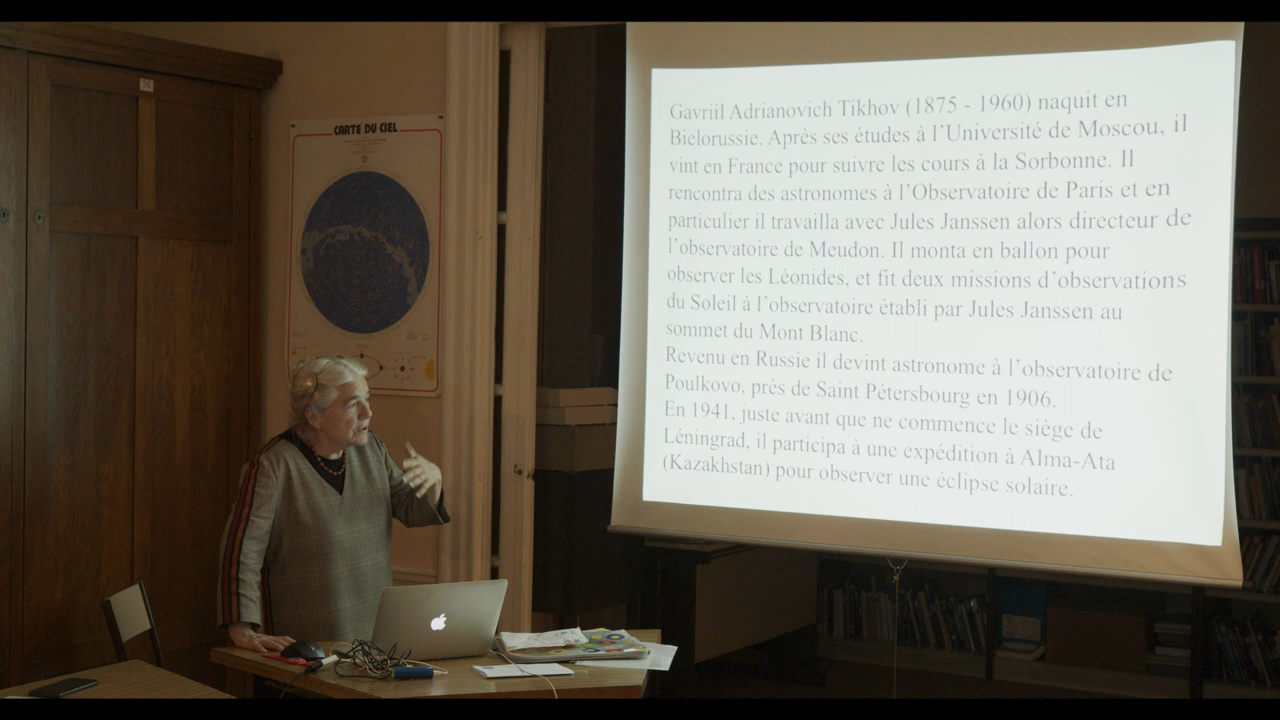 CARTE DU CIEL
Gavriil Adrianovich Tikhov (1875 - 1960) naquit en
Bielorussie. Après ses études à l'Université de Moscou, il
vint en France pour suivre les cours à la Sorbonne. Il
rencontra des astronomes à l'Observatoire de Paris et en
particulier il travailla avec Jules Janssen alors directeur de
l'observatoire de Meudon. Il monta en ballon pour
observer les Léonides, et fit deux missions d'observations
du Soleil à l'observatoire établi par Jules Janssen au
sommet du Mont Blanc.
Revenu en Russie il devint astronome à l'observatoire de
Poulkovo, près de Saint Pétersbourg en 1906.
En 1941, juste avant que ne commence le siège de
Léningrad, il participa à une expédition à Alma-Ata
(Kazakhstan) pour observer une éclipse solaire.